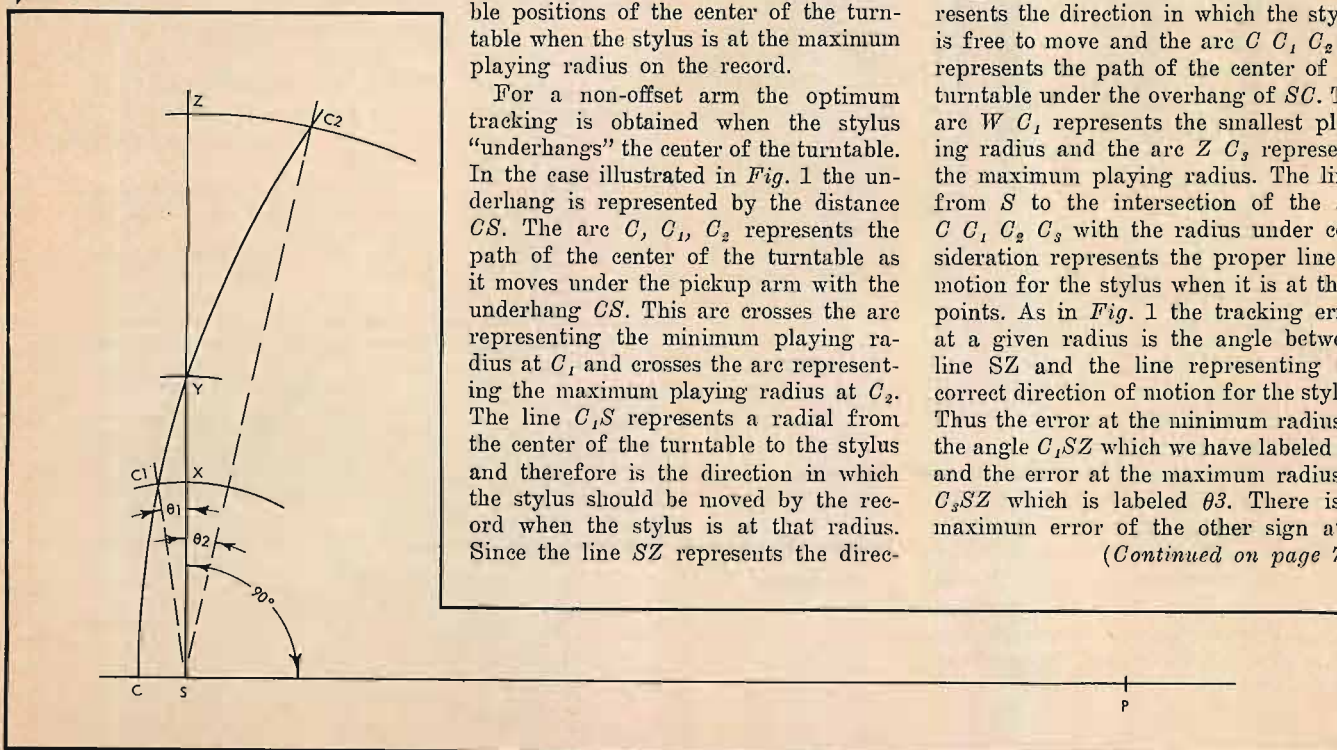 ble positions of the center of the turn-
table when the stylus is at the maximum
playing radius on the record.
For a non-offset arm the optimum
tracking is obtained when the stylus
"underhangs" the center of the turntable.
In the case illustrated in Fig. 1 the un-
derhang is represented by the distance
CS. The arc C, C₁, C₂ represents the
path of the center of the turntable as
it moves under the pickup arm with the
underhang CS. This arc crosses the arc
representing the minimum playing ra-
dius at C₁ and crosses the arc represent-
ing the maximum playing radius at C₂.
The line C₁S represents a radial from
the center of the turntable to the stylus
and therefore is the direction in which
the stylus should be moved by the rec-
ord when the stylus is at that radius.
Since the line SZ represents the direc-
resents the direction in which the
is free to move and the arc C C₁ C₂
represents the path of the center of
turntable under the overhang of SC.
arc W C₁ represents the smallest
ing radius and the arc Z C₃
the maximum playing radius. The
from S to the intersection of the
C C₁ C₂ C₃ with the radius under
sideration represents the proper line
motion for the stylus when it is at
points. As in Fig. 1 the tracking
at a given radius is the angle
line SZ and the line representing
correct direction of motion for the
Thus the error at the minimum radius
the angle C₁SZ which we have labeled
and the error at the maximum radius
C₃SZ which is labeled θ3. There is
maximum error of the other sign
(Continued on page
Z
C2
Y
C1
X
θ1
θ2
90°
C
S
P